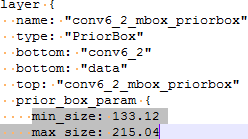 layer {
name: "conv6_2_mbox_priorbox"
type: "PriorBox"
bottom: "conv6_2"
bottom: "data"
top: "conv6_2_mbox_priorbox"
prior_box_param {
min_size: 133.12
max_size: 215.04